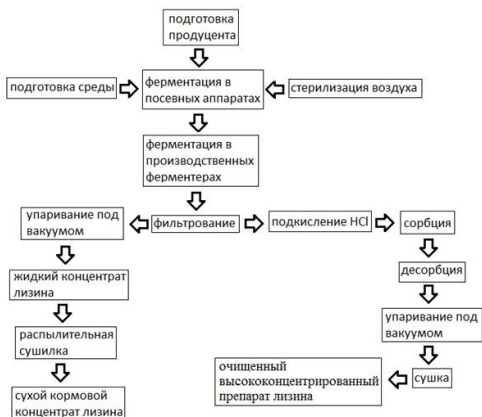 подготовка
продуцента
подготовка среды
ферментация в
посевных аппаратах
стерилизация воздуха
ферментация в
производственных
ферментерах
упаривание под
вакуумом
фильтрование
подкисление HCl
сорбция
жидкий концентрат
лизина
десорбция
распылительная
сушилка
упаривание под
вакуумом
очищенный
высококонцентрированный
препарат лизина
сушка
сухой кормовой
концентрат лизина